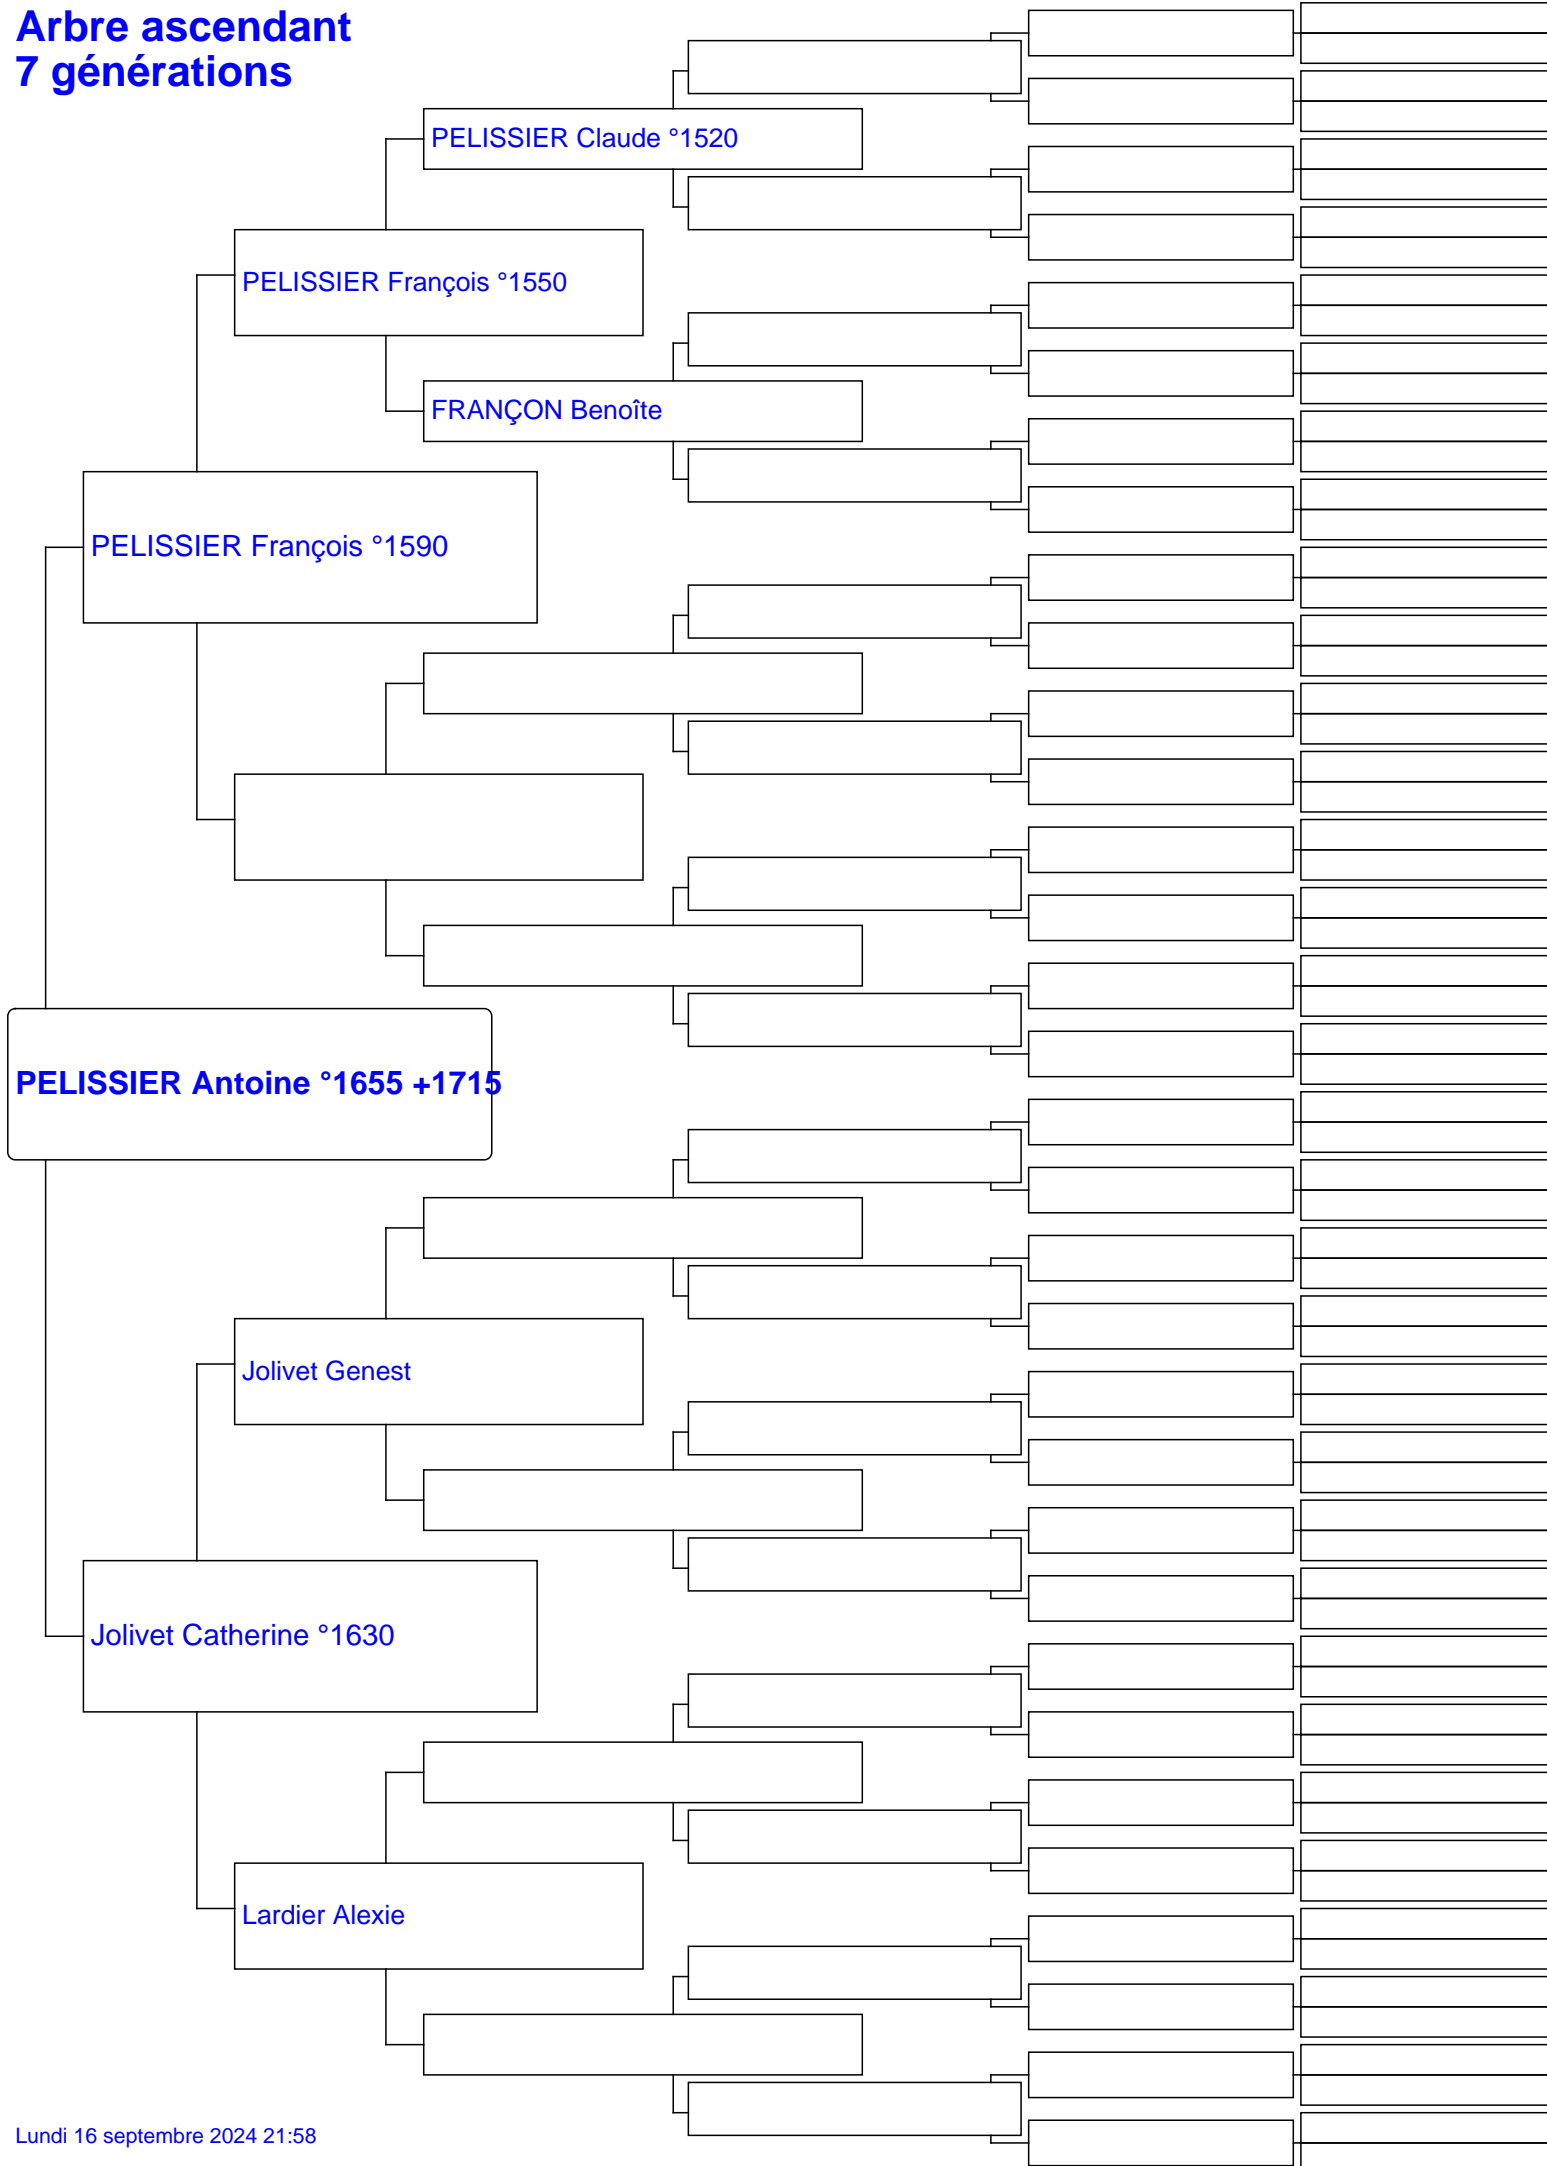 Arbre ascendant
7 générations
PELISSIER Claude °1520
PELISSIER François °1550
FRANÇON Benoîte
PELISSIER François °1590
PELISSIER Antoine °1655 +1715
Jolivet Genest
Jolivet Catherine °1630
Lardier Alexie
Lundi 16 septembre 2024 21:58